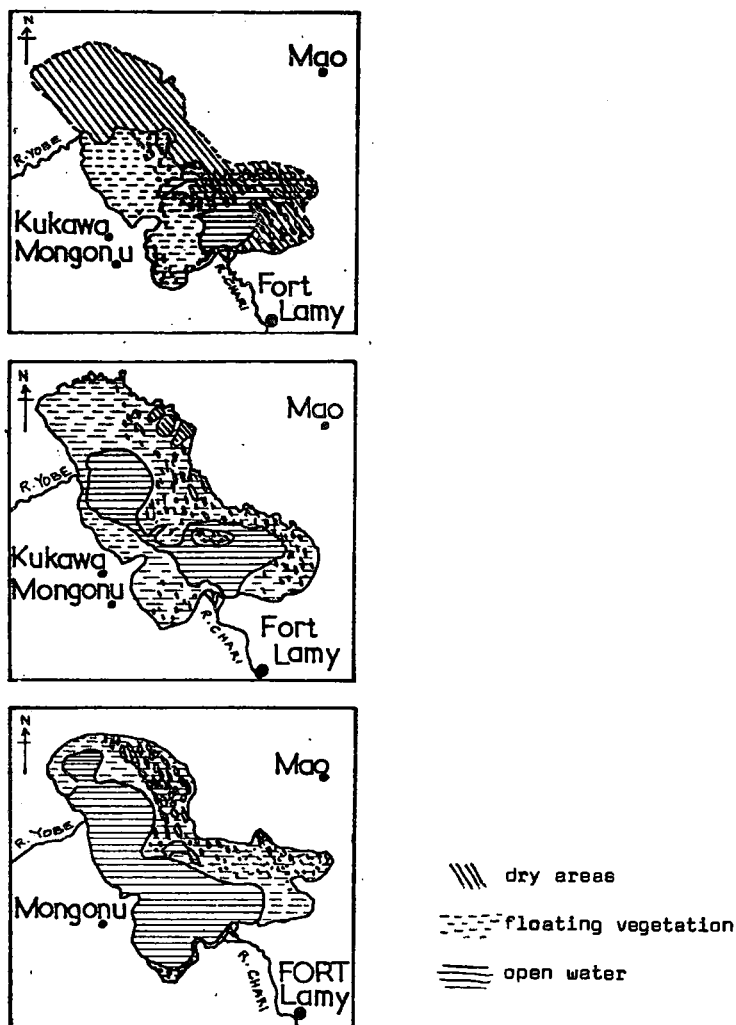 N
Mao
R. YOBE
Kukawa
Mongonu
R. CHARI
Fort
Lamy
N
Mao
R. YOBE
Kukawa
Mongonu
R. CHARI
Fort
Lamy
N
Mao
R. YOBE
Mongonu
R. CHARI
FORT
Lamy
dry areas
floating vegetation
open water